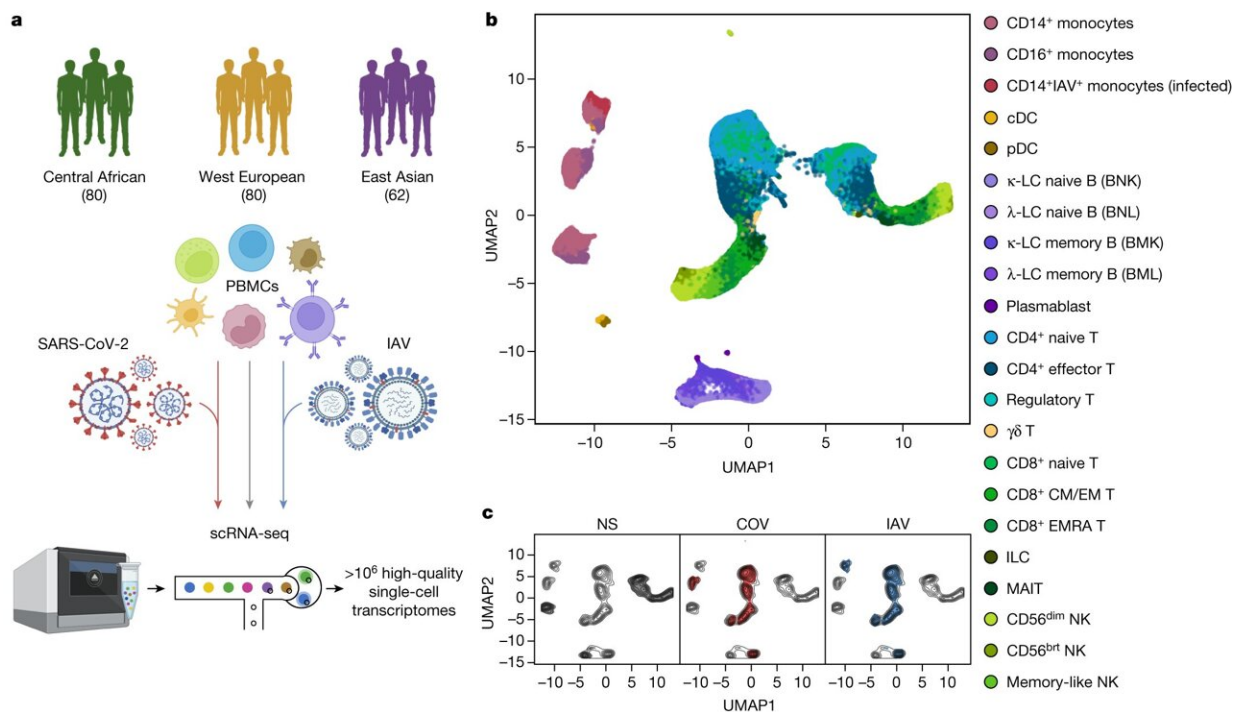 a
Central African
(80)
West European
(80)
East Asian
(62)
PBMCs
SARS-CoV-2
IAV
scRNA-seq
>10⁶ high-quality
single-cell
transcriptomes
b
UMAP2
10
5
0
−5
−10
−15
−10
−5
0
5
10
UMAP1
CD14⁺ monocytes
CD16⁺ monocytes
CD14⁺IAV⁺ monocytes (infected)
cDC
pDC
κ-LC naive B (BNK)
λ-LC naive B (BNL)
κ-LC memory B (BMK)
λ-LC memory B (BML)
Plasmablast
CD4⁺ naive T
CD4⁺ effector T
Regulatory T
γδ T
CD8⁺ naive T
CD8⁺ CM/EM T
CD8⁺ EMRA T
ILC
MAIT
CD56ᵈⁱᵐ NK
CD56ᵇʳᵗ NK
Memory-like NK
c
NS
COV
IAV
UMAP2
10
5
0
−5
−10
−15
−10 −5 0 5 10
−10 −5 0 5 10
−10 −5 0 5 10
UMAP1